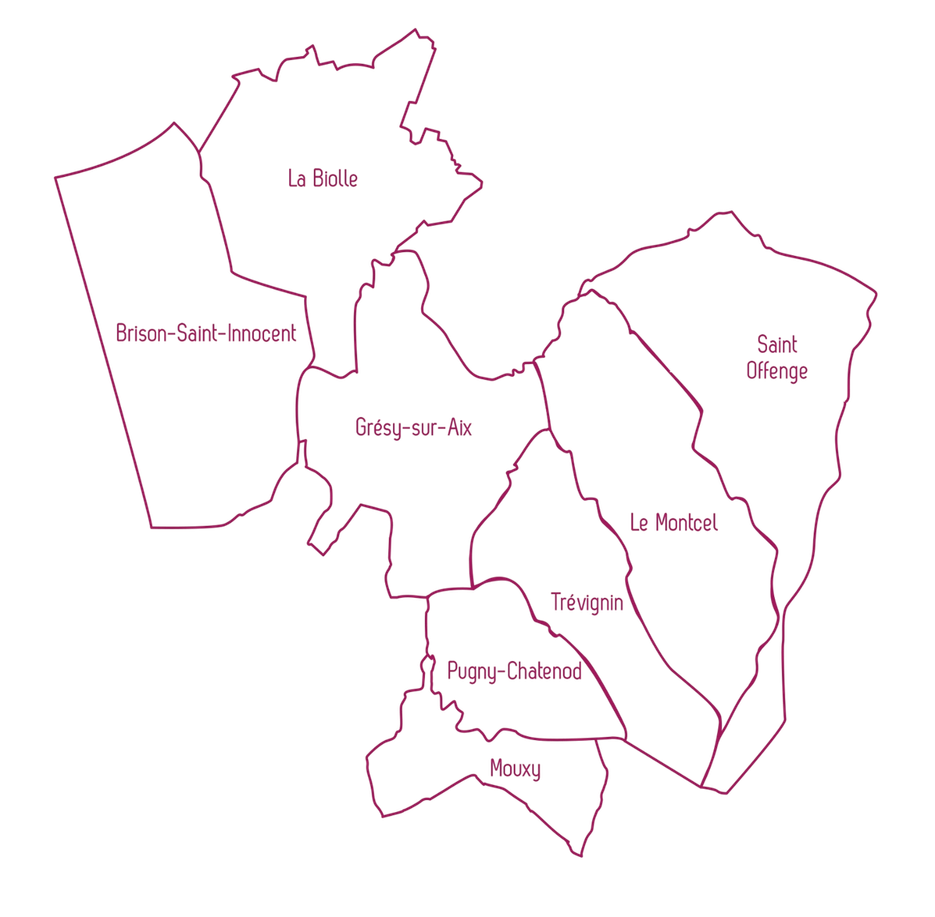 La Biolle
Brison-Saint-Innocent
Saint
Offenge
Grésy-sur-Aix
Le Montcel
Trévignin
Pugny-Chatenod
Mouxy